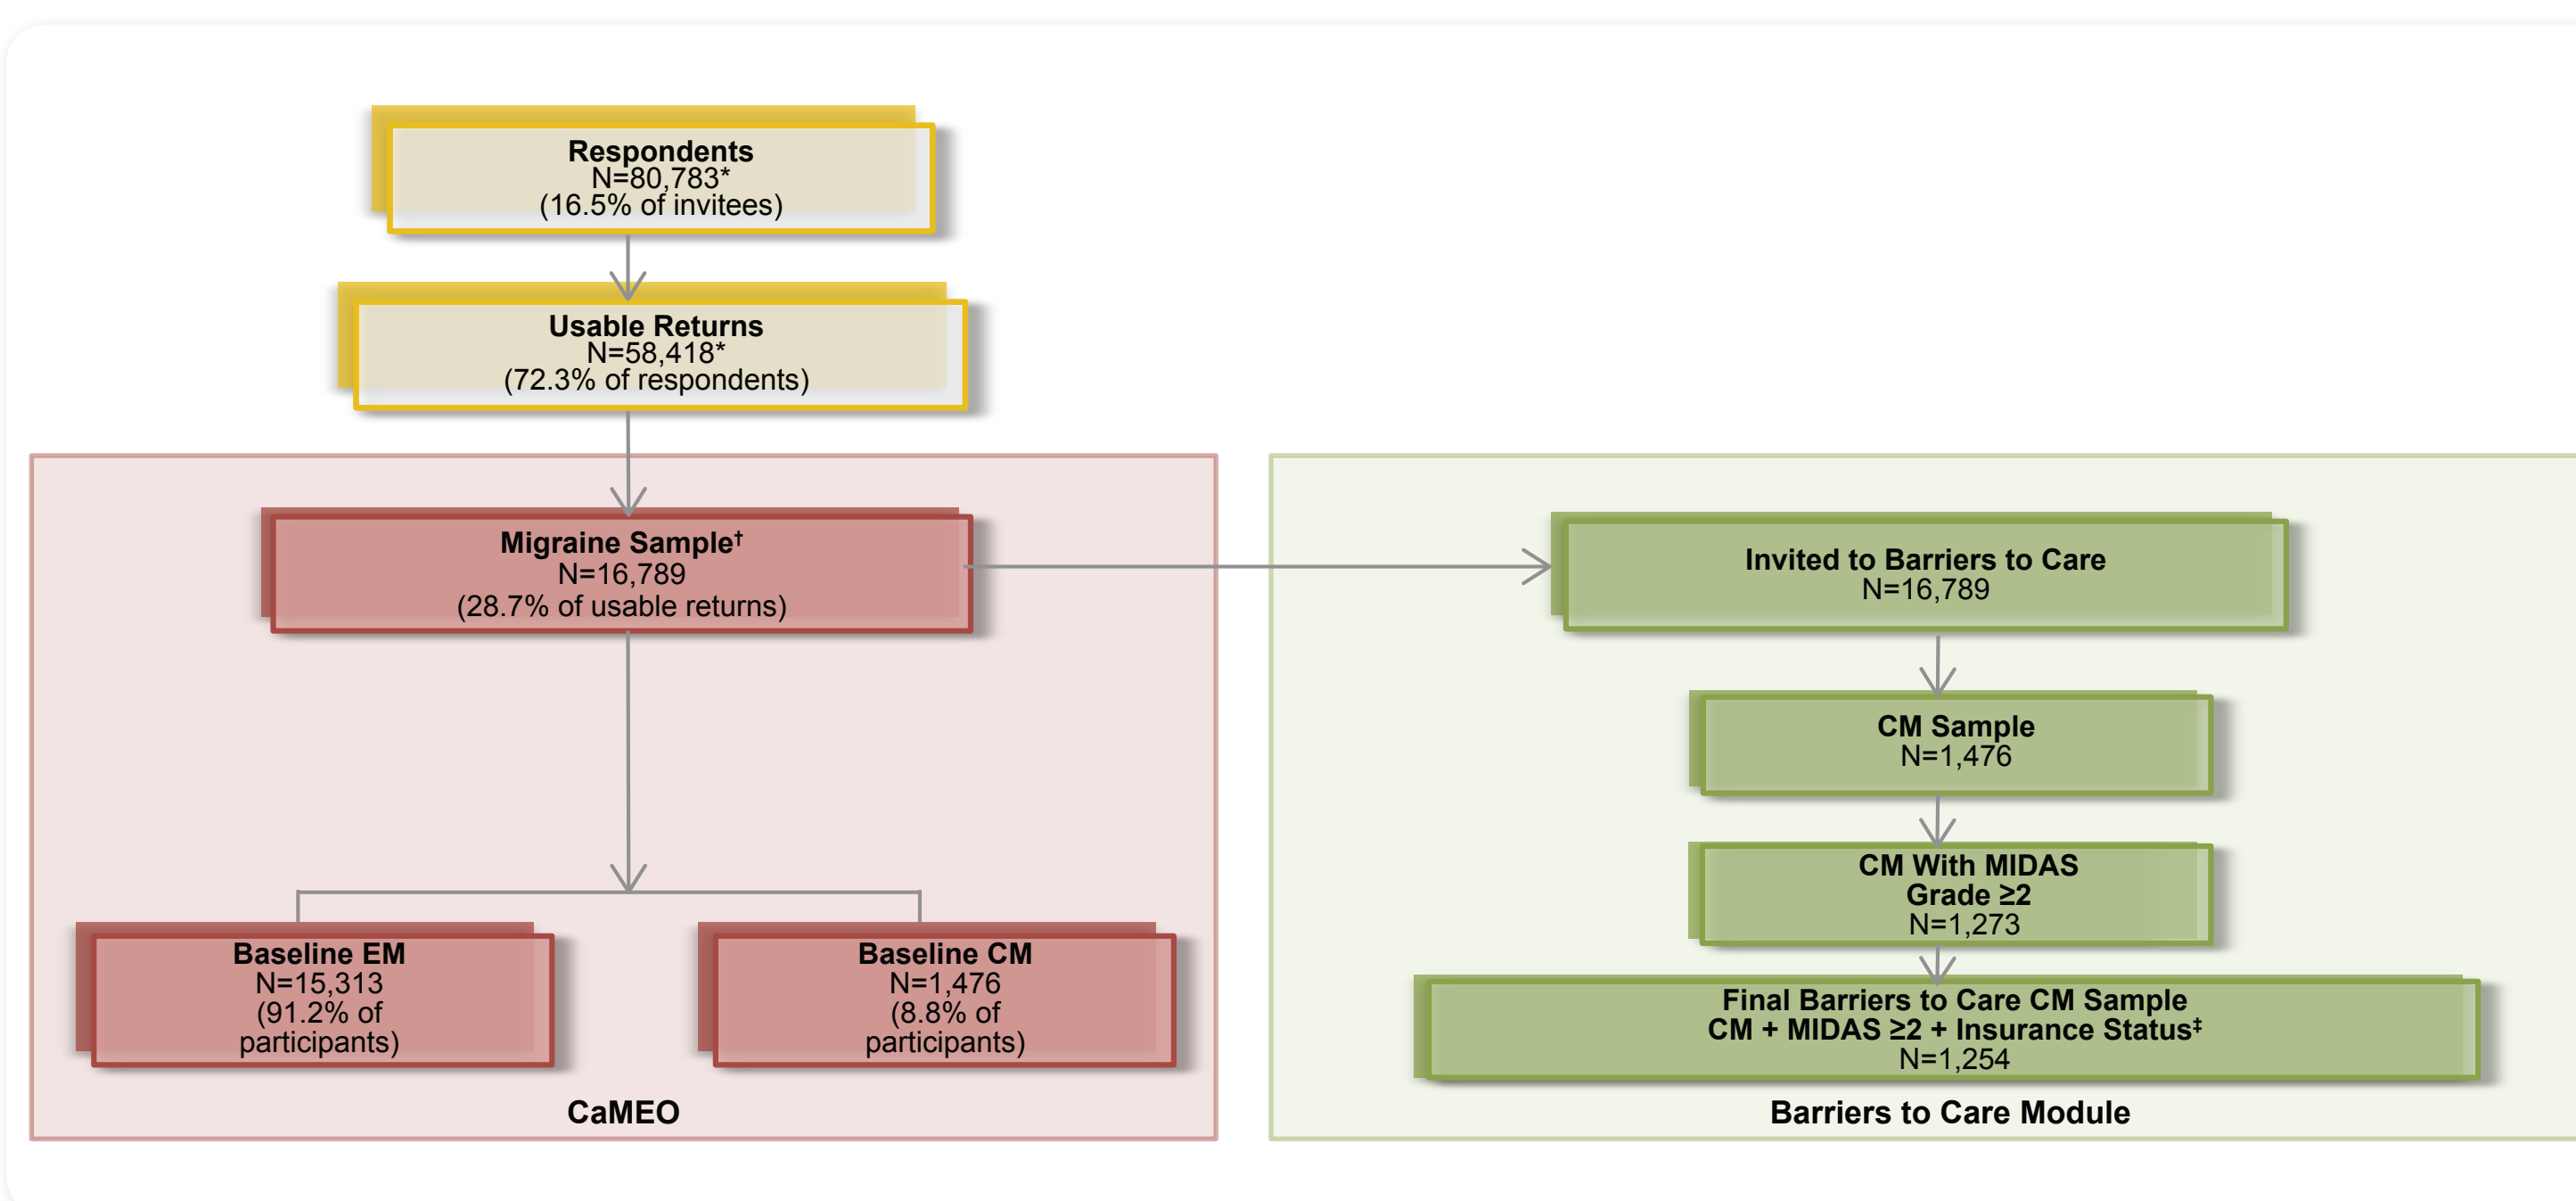 Respondents
N=80,783*
(16.5% of invitees)
Usable Returns
N=58,418*
(72.3% of respondents)
Migraine Sample†
N=16,789
(28.7% of usable returns)
Baseline EM
N=15,313
(91.2% of
participants)
Baseline CM
N=1,476
(8.8% of
participants)
CaMEO
Invited to Barriers to Care
N=16,789
CM Sample
N=1,476
CM With MIDAS
Grade ≥2
N=1,273
Final Barriers to Care CM Sample
CM + MIDAS ≥2 + Insurance Status‡
N=1,254
Barriers to Care Module